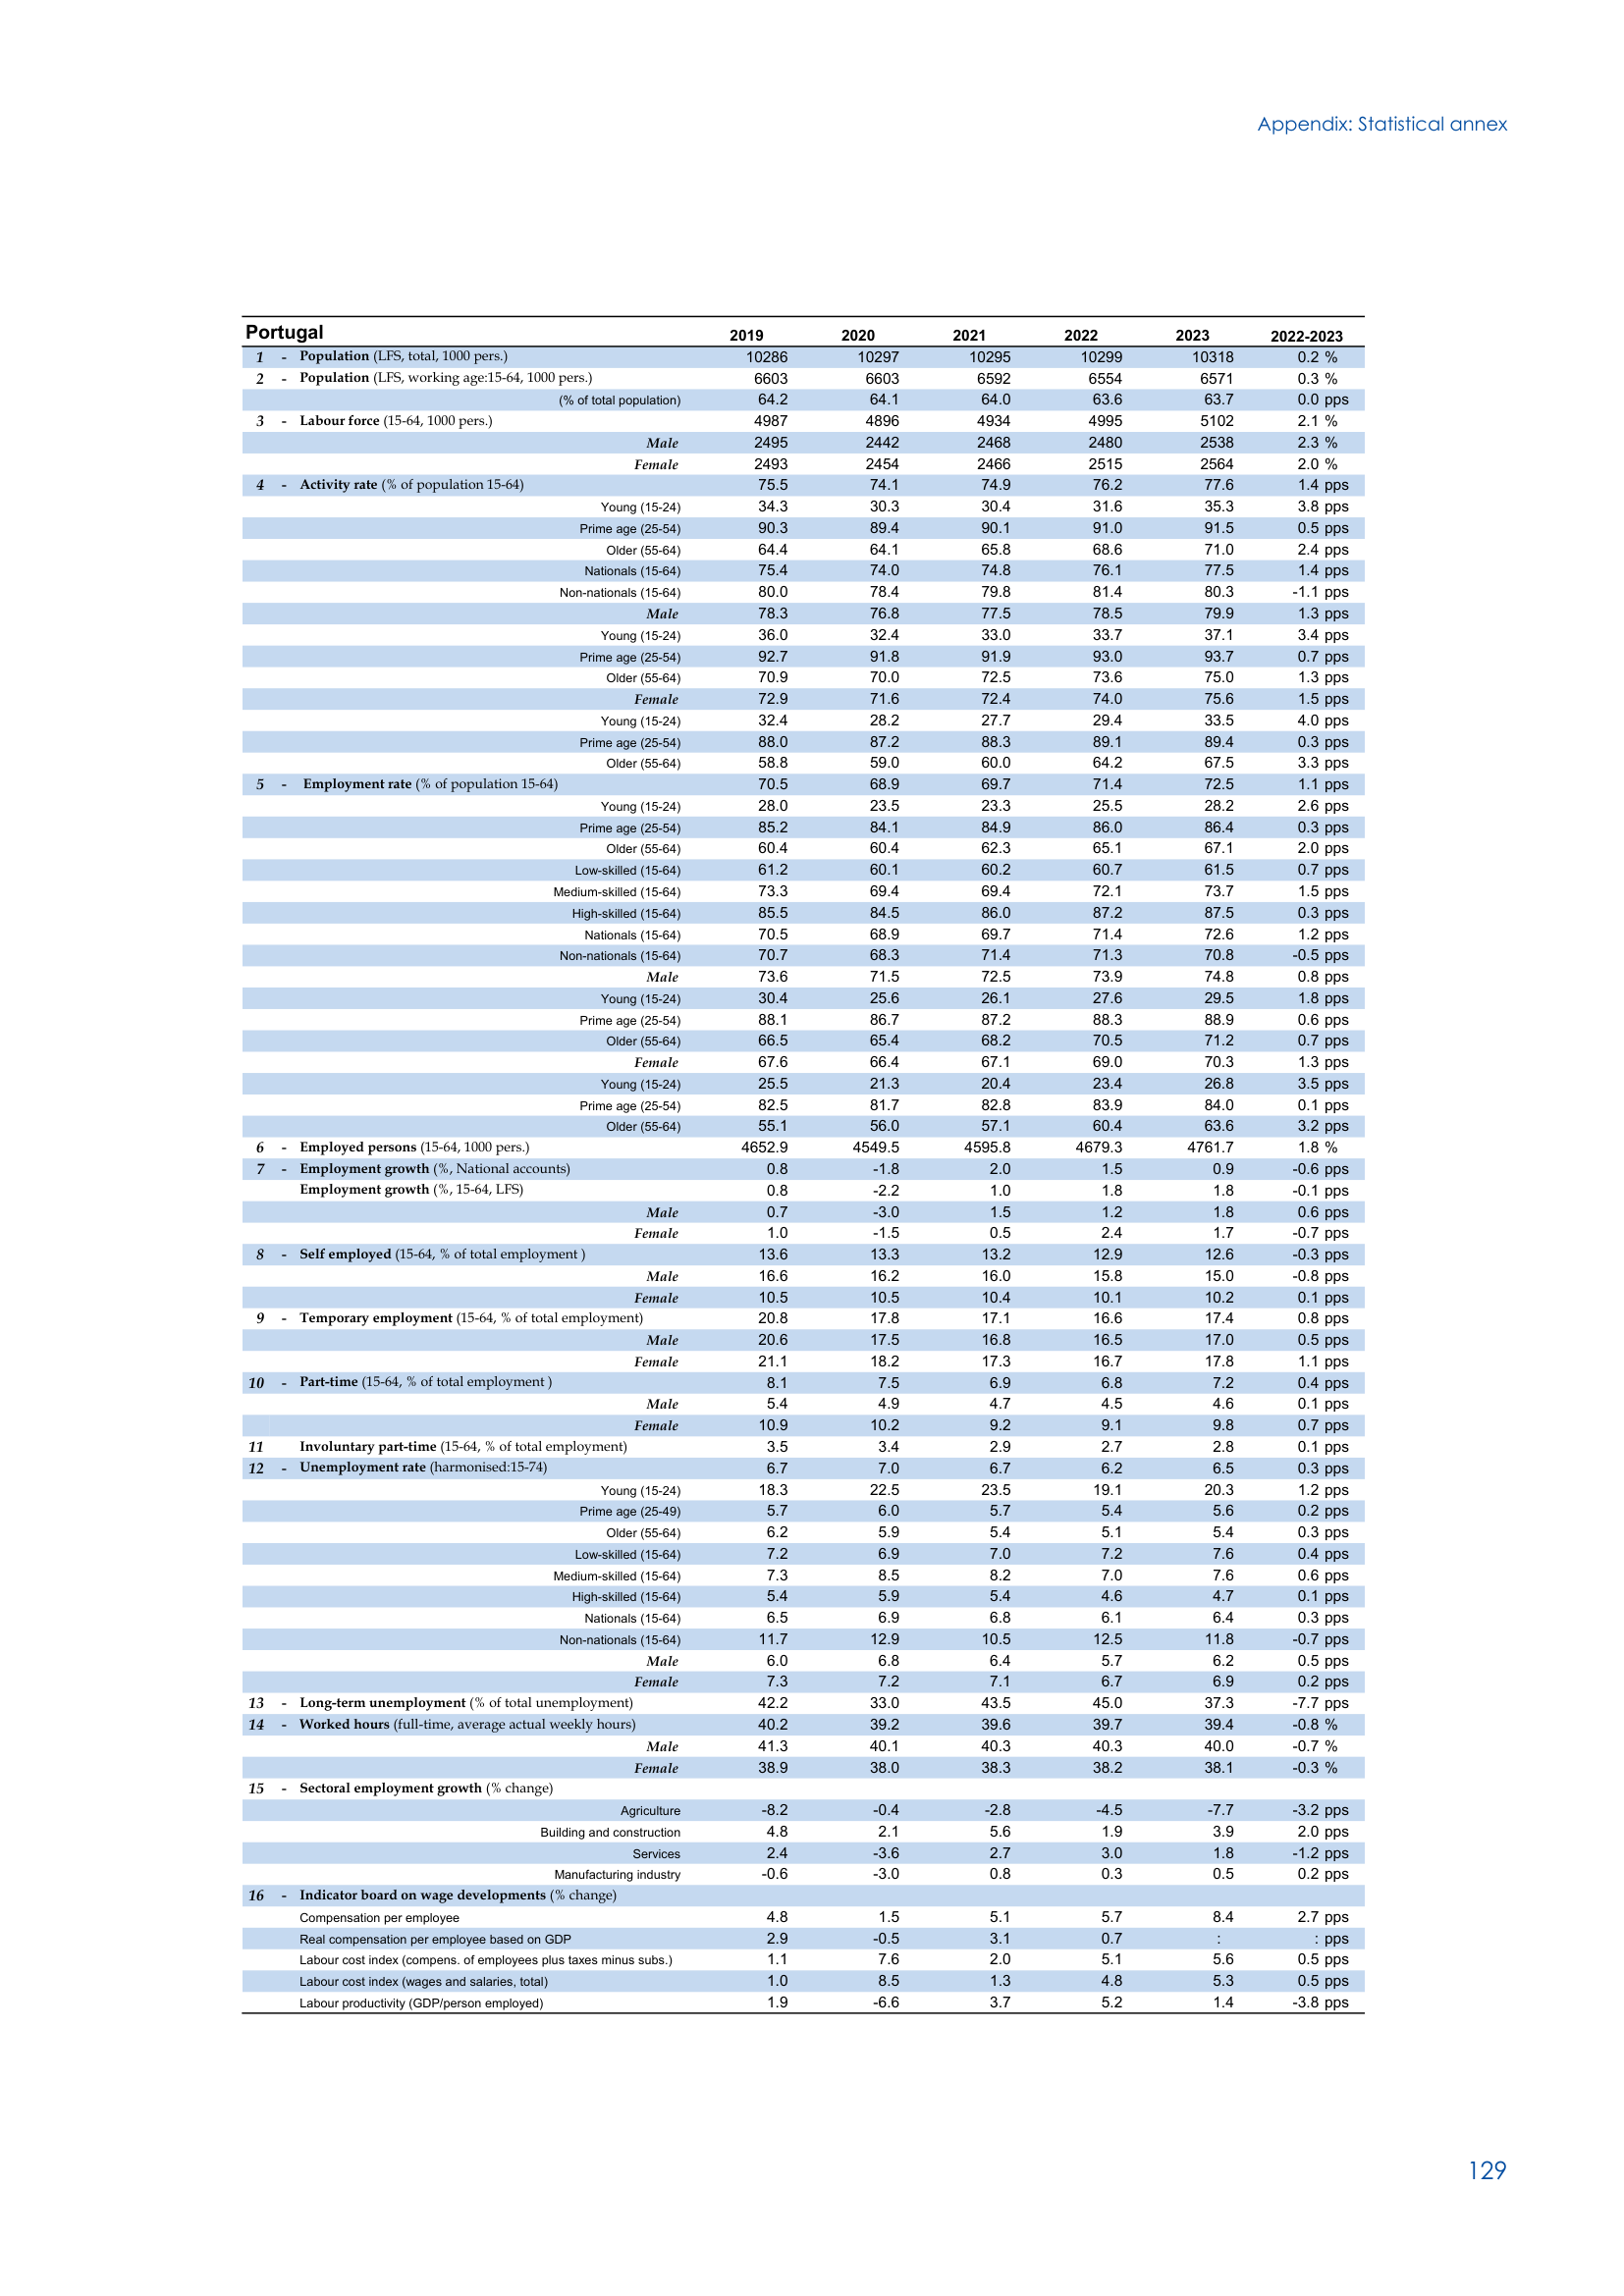 Appendix: Statistical annex
Portugal 2019 2020 2021 2022 2023 2022-2023
1 - Population (LFS, total, 1000 pers.) 10286 10297 10295 10299 10318 0.2 %
2 - Population (LFS, working age:15-64, 1000 pers.) 6603 6603 6592 6554 6571 0.3 %
(% of total population) 64.2 64.1 64.0 63.6 63.7 0.0 pps
3 - Labour force (15-64, 1000 pers.) 4987 4896 4934 4995 5102 2.1 %
Male 2495 2442 2468 2480 2538 2.3 %
Female 2493 2454 2466 2515 2564 2.0 %
4 - Activity rate (% of population 15-64) 75.5 74.1 74.9 76.2 77.6 1.4 pps
Young (15-24) 34.3 30.3 30.4 31.6 35.3 3.8 pps
Prime age (25-54) 90.3 89.4 90.1 91.0 91.5 0.5 pps
Older (55-64) 64.4 64.1 65.8 68.6 71.0 2.4 pps
Nationals (15-64) 75.4 74.0 74.8 76.1 77.5 1.4 pps
Non-nationals (15-64) 80.0 78.4 79.8 81.4 80.3 -1.1 pps
Male 78.3 76.8 77.5 78.5 79.9 1.3 pps
Young (15-24) 36.0 32.4 33.0 33.7 37.1 3.4 pps
Prime age (25-54) 92.7 91.8 91.9 93.0 93.7 0.7 pps
Older (55-64) 70.9 70.0 72.5 73.6 75.0 1.3 pps
Female 72.9 71.6 72.4 74.0 75.6 1.5 pps
Young (15-24) 32.4 28.2 27.7 29.4 33.5 4.0 pps
Prime age (25-54) 88.0 87.2 88.3 89.1 89.4 0.3 pps
Older (55-64) 58.8 59.0 60.0 64.2 67.5 3.3 pps
5 - Employment rate (% of population 15-64) 70.5 68.9 69.7 71.4 72.5 1.1 pps
Young (15-24) 28.0 23.5 23.3 25.5 28.2 2.6 pps
Prime age (25-54) 85.2 84.1 84.9 86.0 86.4 0.3 pps
Older (55-64) 60.4 60.4 62.3 65.1 67.1 2.0 pps
Low-skilled (15-64) 61.2 60.1 60.2 60.7 61.5 0.7 pps
Medium-skilled (15-64) 73.3 69.4 69.4 72.1 73.7 1.5 pps
High-skilled (15-64) 85.5 84.5 86.0 87.2 87.5 0.3 pps
Nationals (15-64) 70.5 68.9 69.7 71.4 72.6 1.2 pps
Non-nationals (15-64) 70.7 68.3 71.4 71.3 70.8 -0.5 pps
Male 73.6 71.5 72.5 73.9 74.8 0.8 pps
Young (15-24) 30.4 25.6 26.1 27.6 29.5 1.8 pps
Prime age (25-54) 88.1 86.7 87.2 88.3 88.9 0.6 pps
Older (55-64) 66.5 65.4 68.2 70.5 71.2 0.7 pps
Female 67.6 66.4 67.1 69.0 70.3 1.3 pps
Young (15-24) 25.5 21.3 20.4 23.4 26.8 3.5 pps
Prime age (25-54) 82.5 81.7 82.8 83.9 84.0 0.1 pps
Older (55-64) 55.1 56.0 57.1 60.4 63.6 3.2 pps
6 - Employed persons (15-64, 1000 pers.) 4652.9 4549.5 4595.8 4679.3 4761.7 1.8 %
7 - Employment growth (%, National accounts) 0.8 -1.8 2.0 1.5 0.9 -0.6 pps
Employment growth (%, 15-64, LFS) 0.8 -2.2 1.0 1.8 1.8 -0.1 pps
Male 0.7 -3.0 1.5 1.2 1.8 0.6 pps
Female 1.0 -1.5 0.5 2.4 1.7 -0.7 pps
8 - Self employed (15-64, % of total employment ) 13.6 13.3 13.2 12.9 12.6 -0.3 pps
Male 16.6 16.2 16.0 15.8 15.0 -0.8 pps
Female 10.5 10.5 10.4 10.1 10.2 0.1 pps
9 - Temporary employment (15-64, % of total employment) 20.8 17.8 17.1 16.6 17.4 0.8 pps
Male 20.6 17.5 16.8 16.5 17.0 0.5 pps
Female 21.1 18.2 17.3 16.7 17.8 1.1 pps
10 - Part-time (15-64, % of total employment ) 8.1 7.5 6.9 6.8 7.2 0.4 pps
Male 5.4 4.9 4.7 4.5 4.6 0.1 pps
Female 10.9 10.2 9.2 9.1 9.8 0.7 pps
11 Involuntary part-time (15-64, % of total employment) 3.5 3.4 2.9 2.7 2.8 0.1 pps
12 - Unemployment rate (harmonised:15-74) 6.7 7.0 6.7 6.2 6.5 0.3 pps
Young (15-24) 18.3 22.5 23.5 19.1 20.3 1.2 pps
Prime age (25-49) 5.7 6.0 5.7 5.4 5.6 0.2 pps
Older (55-64) 6.2 5.9 5.4 5.1 5.4 0.3 pps
Low-skilled (15-64) 7.2 6.9 7.0 7.2 7.6 0.4 pps
Medium-skilled (15-64) 7.3 8.5 8.2 7.0 7.6 0.6 pps
High-skilled (15-64) 5.4 5.9 5.4 4.6 4.7 0.1 pps
Nationals (15-64) 6.5 6.9 6.8 6.1 6.4 0.3 pps
Non-nationals (15-64) 11.7 12.9 10.5 12.5 11.8 -0.7 pps
Male 6.0 6.8 6.4 5.7 6.2 0.5 pps
Female 7.3 7.2 7.1 6.7 6.9 0.2 pps
13 - Long-term unemployment (% of total unemployment) 42.2 33.0 43.5 45.0 37.3 -7.7 pps
14 - Worked hours (full-time, average actual weekly hours) 40.2 39.2 39.6 39.7 39.4 -0.8 %
Male 41.3 40.1 40.3 40.3 40.0 -0.7 %
Female 38.9 38.0 38.3 38.2 38.1 -0.3 %
15 - Sectoral employment growth (% change)
Agriculture -8.2 -0.4 -2.8 -4.5 -7.7 -3.2 pps
Building and construction 4.8 2.1 5.6 1.9 3.9 2.0 pps
Services 2.4 -3.6 2.7 3.0 1.8 -1.2 pps
Manufacturing industry -0.6 -3.0 0.8 0.3 0.5 0.2 pps
16 - Indicator board on wage developments (% change)
Compensation per employee 4.8 1.5 5.1 5.7 8.4 2.7 pps
Real compensation per employee based on GDP 2.9 -0.5 3.1 0.7 : : pps
Labour cost index (compens. of employees plus taxes minus subs.) 1.1 7.6 2.0 5.1 5.6 0.5 pps
Labour cost index (wages and salaries, total) 1.0 8.5 1.3 4.8 5.3 0.5 pps
Labour productivity (GDP/person employed) 1.9 -6.6 3.7 5.2 1.4 -3.8 pps
129